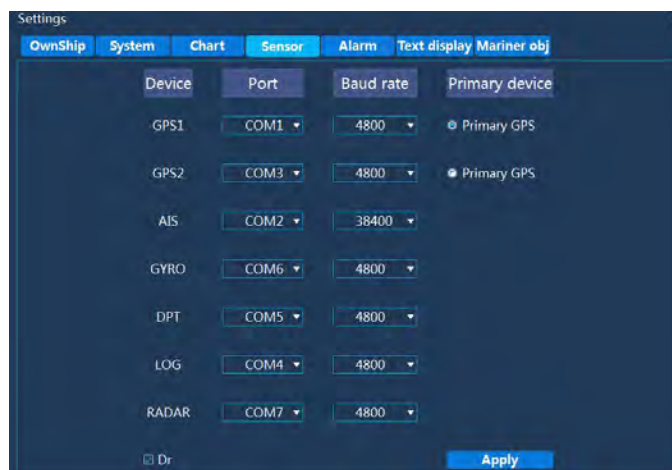 Settings
OwnShip System Chart Sensor Alarm Text display Mariner obj
Device Port Baud rate Primary device
GPS1 COM1 4800 Primary GPS
GPS2 COM3 4800 Primary GPS
AIS COM2 38400
GYRO COM6 4800
DPT COM5 4800
LOG COM4 4800
RADAR COM7 4800
Dr Apply